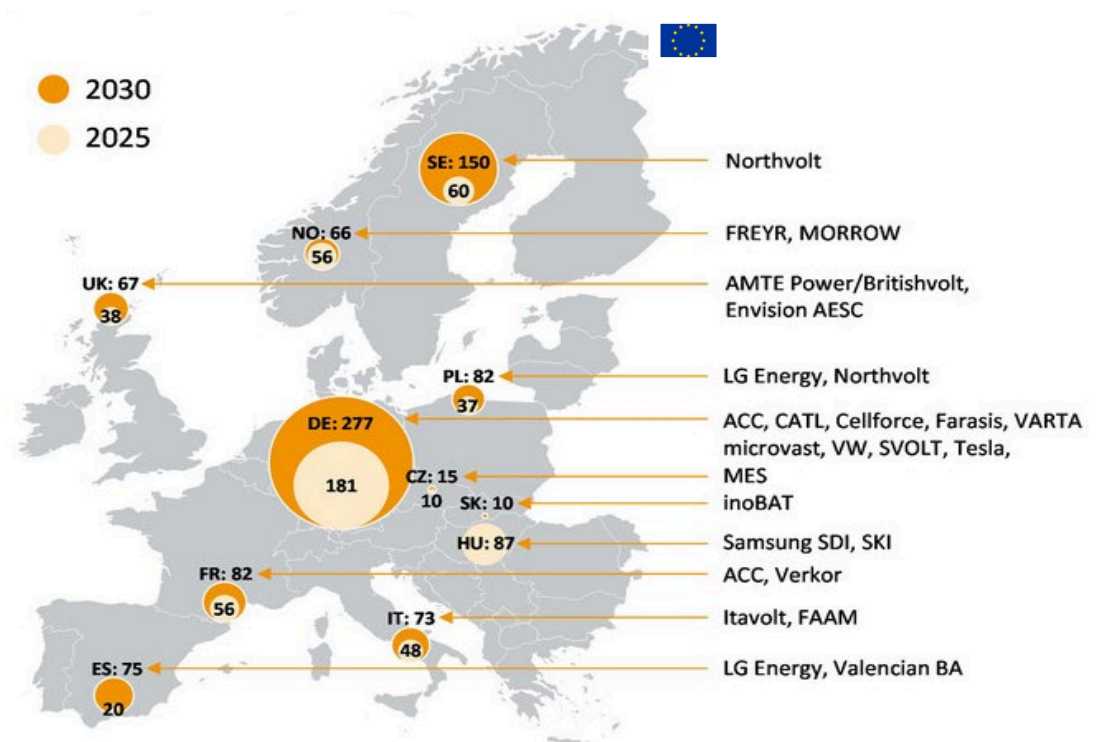 2030
2025
SE: 150
60
Northvolt
NO: 66
56
FREYR, MORROW
UK: 67
38
AMTE Power/Britishvolt,
Envision AESC
PL: 82
37
LG Energy, Northvolt
DE: 277
181
ACC, CATL, Cellforce, Farasis, VARTA
microvast, VW, SVOLT, Tesla,
CZ: 15
10
MES
SK: 10
inoBAT
HU: 87
Samsung SDI, SKI
FR: 82
56
ACC, Verkor
IT: 73
48
Itavolt, FAAM
ES: 75
20
LG Energy, Valencian BA